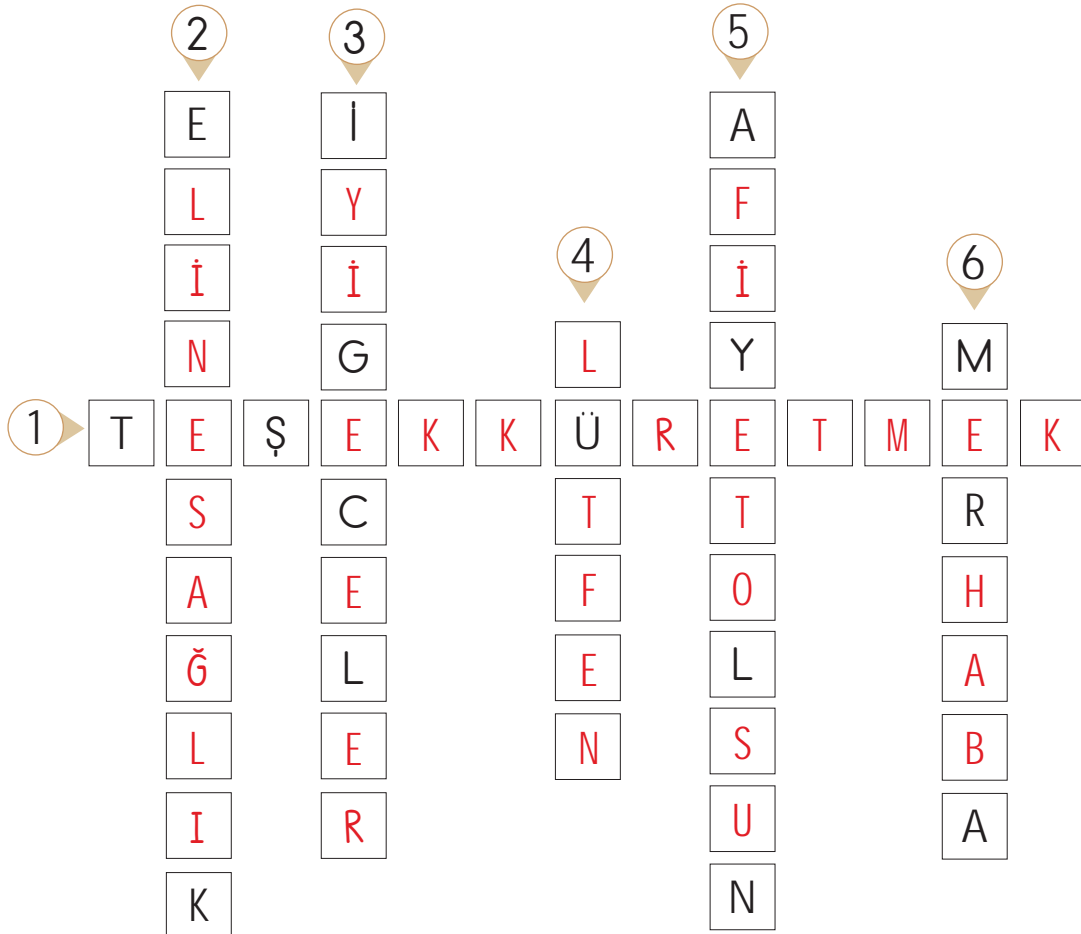 2
3
5
4
6
1
TEŞEKKÜRETMEK
ELİNESAĞLIK
İYİGECELER
LÜTFEN
AFİYETOLSUN
MERHABA